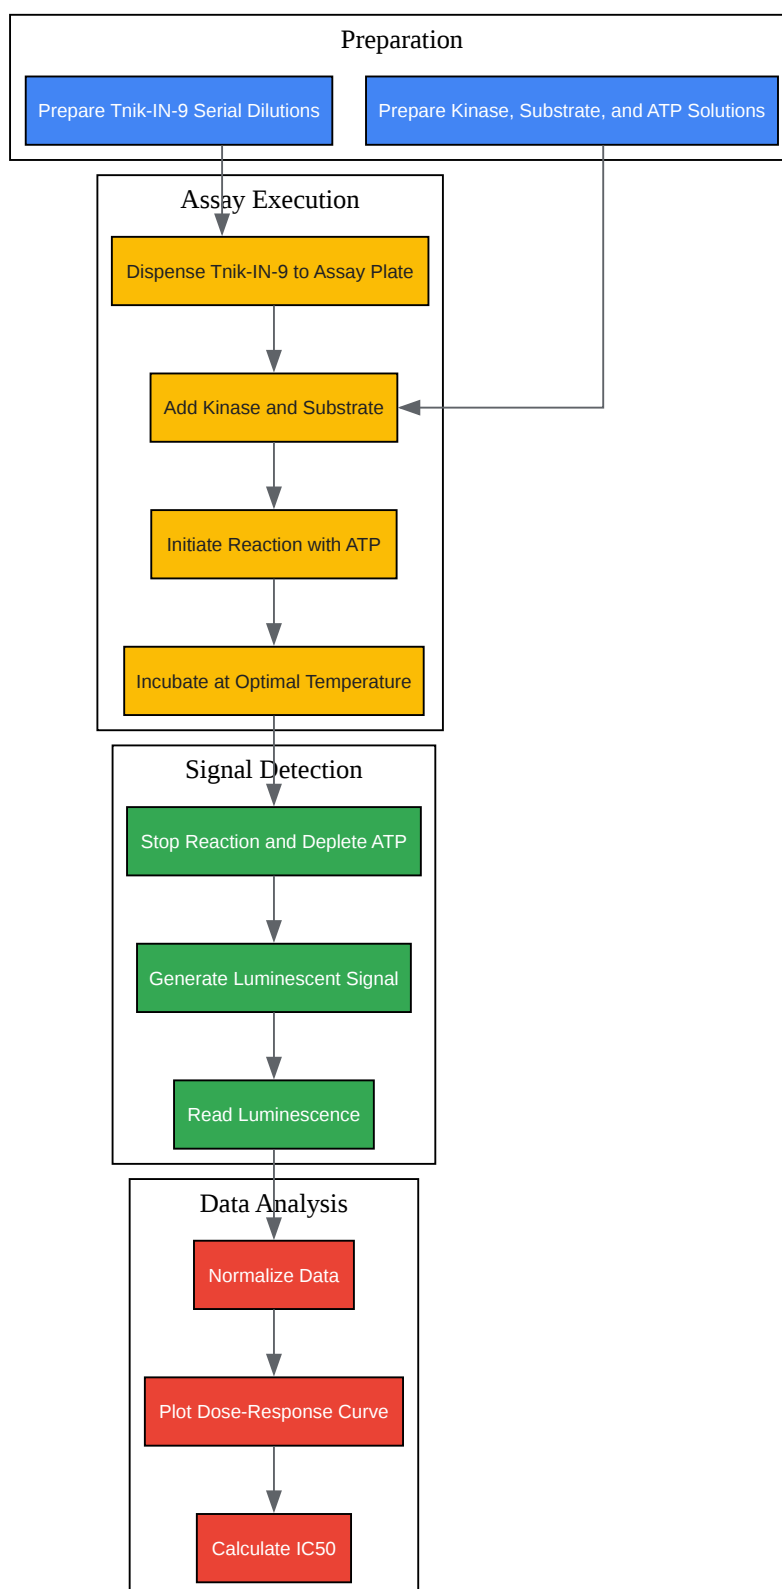 Preparation
Prepare Tnik-IN-9 Serial Dilutions
Prepare Kinase, Substrate, and ATP Solutions
Assay Execution
Dispense Tnik-IN-9 to Assay Plate
Add Kinase and Substrate
Initiate Reaction with ATP
Incubate at Optimal Temperature
Signal Detection
Stop Reaction and Deplete ATP
Generate Luminescent Signal
Read Luminescence
Data Analysis
Normalize Data
Plot Dose-Response Curve
Calculate IC50